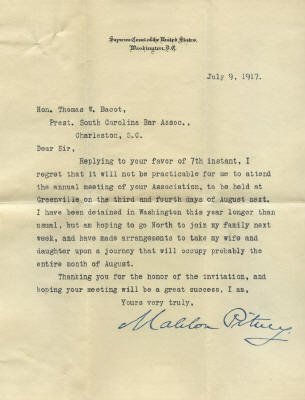 Supreme Court of the United States.
Washington, D.C.
July 9, 1917.
Hon. Thomas W. Bacot,
Prest. South Carolina Bar Assoc.,
Charleston, S.C.
Dear Sir,
Replying to your favor of 7th instant, I
regret that it will not be practicable for me to attend
the annual meeting of your Association, to be held at
Greenville on the third and fourth days of August next.
I have been detained in Washington this year longer than
usual, but am hoping to go North to join my family next
week, and have made arrangements to take my wife and
daughter upon a journey that will occupy probably the
entire month of August.
Thanking you for the honor of the invitation, and
hoping your meeting will be a great success, I am,
Yours very truly,
Mahlon Pitney.